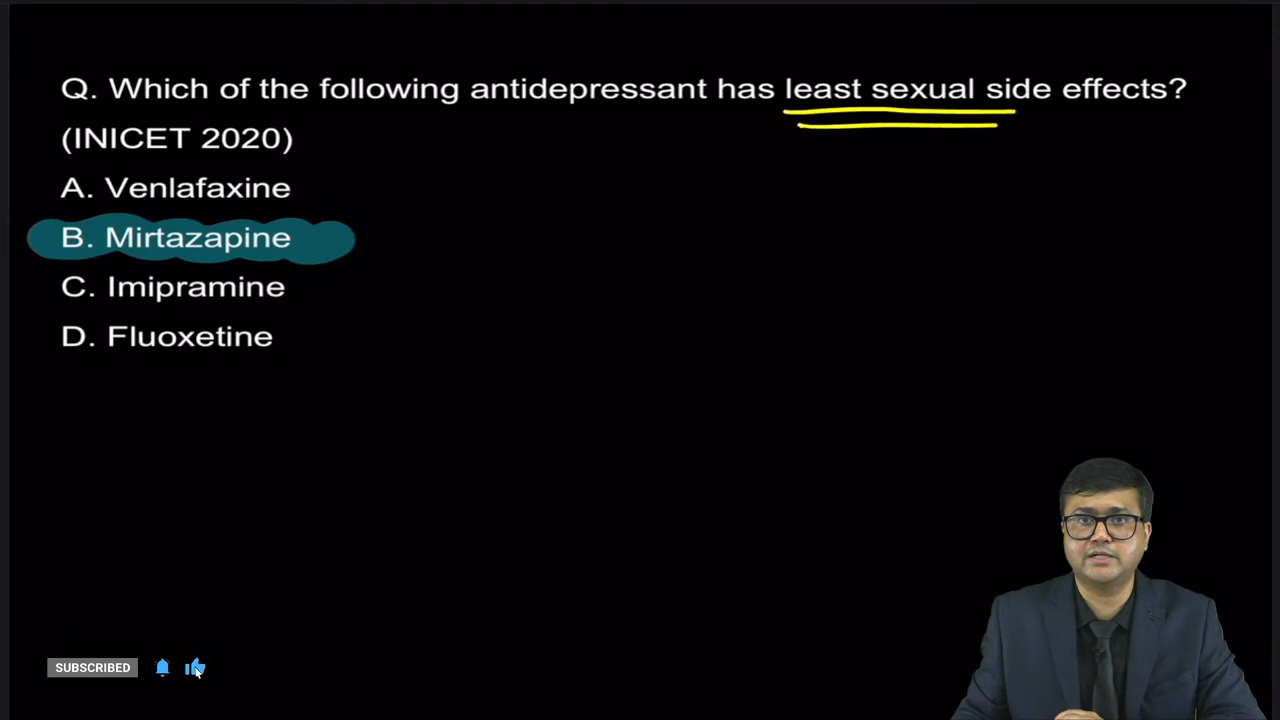 Q. Which of the following antidepressant has least sexual side effects?
(INICET 2020)
A. Venlafaxine
B. Mirtazapine
C. Imipramine
D. Fluoxetine
SUBSCRIBED